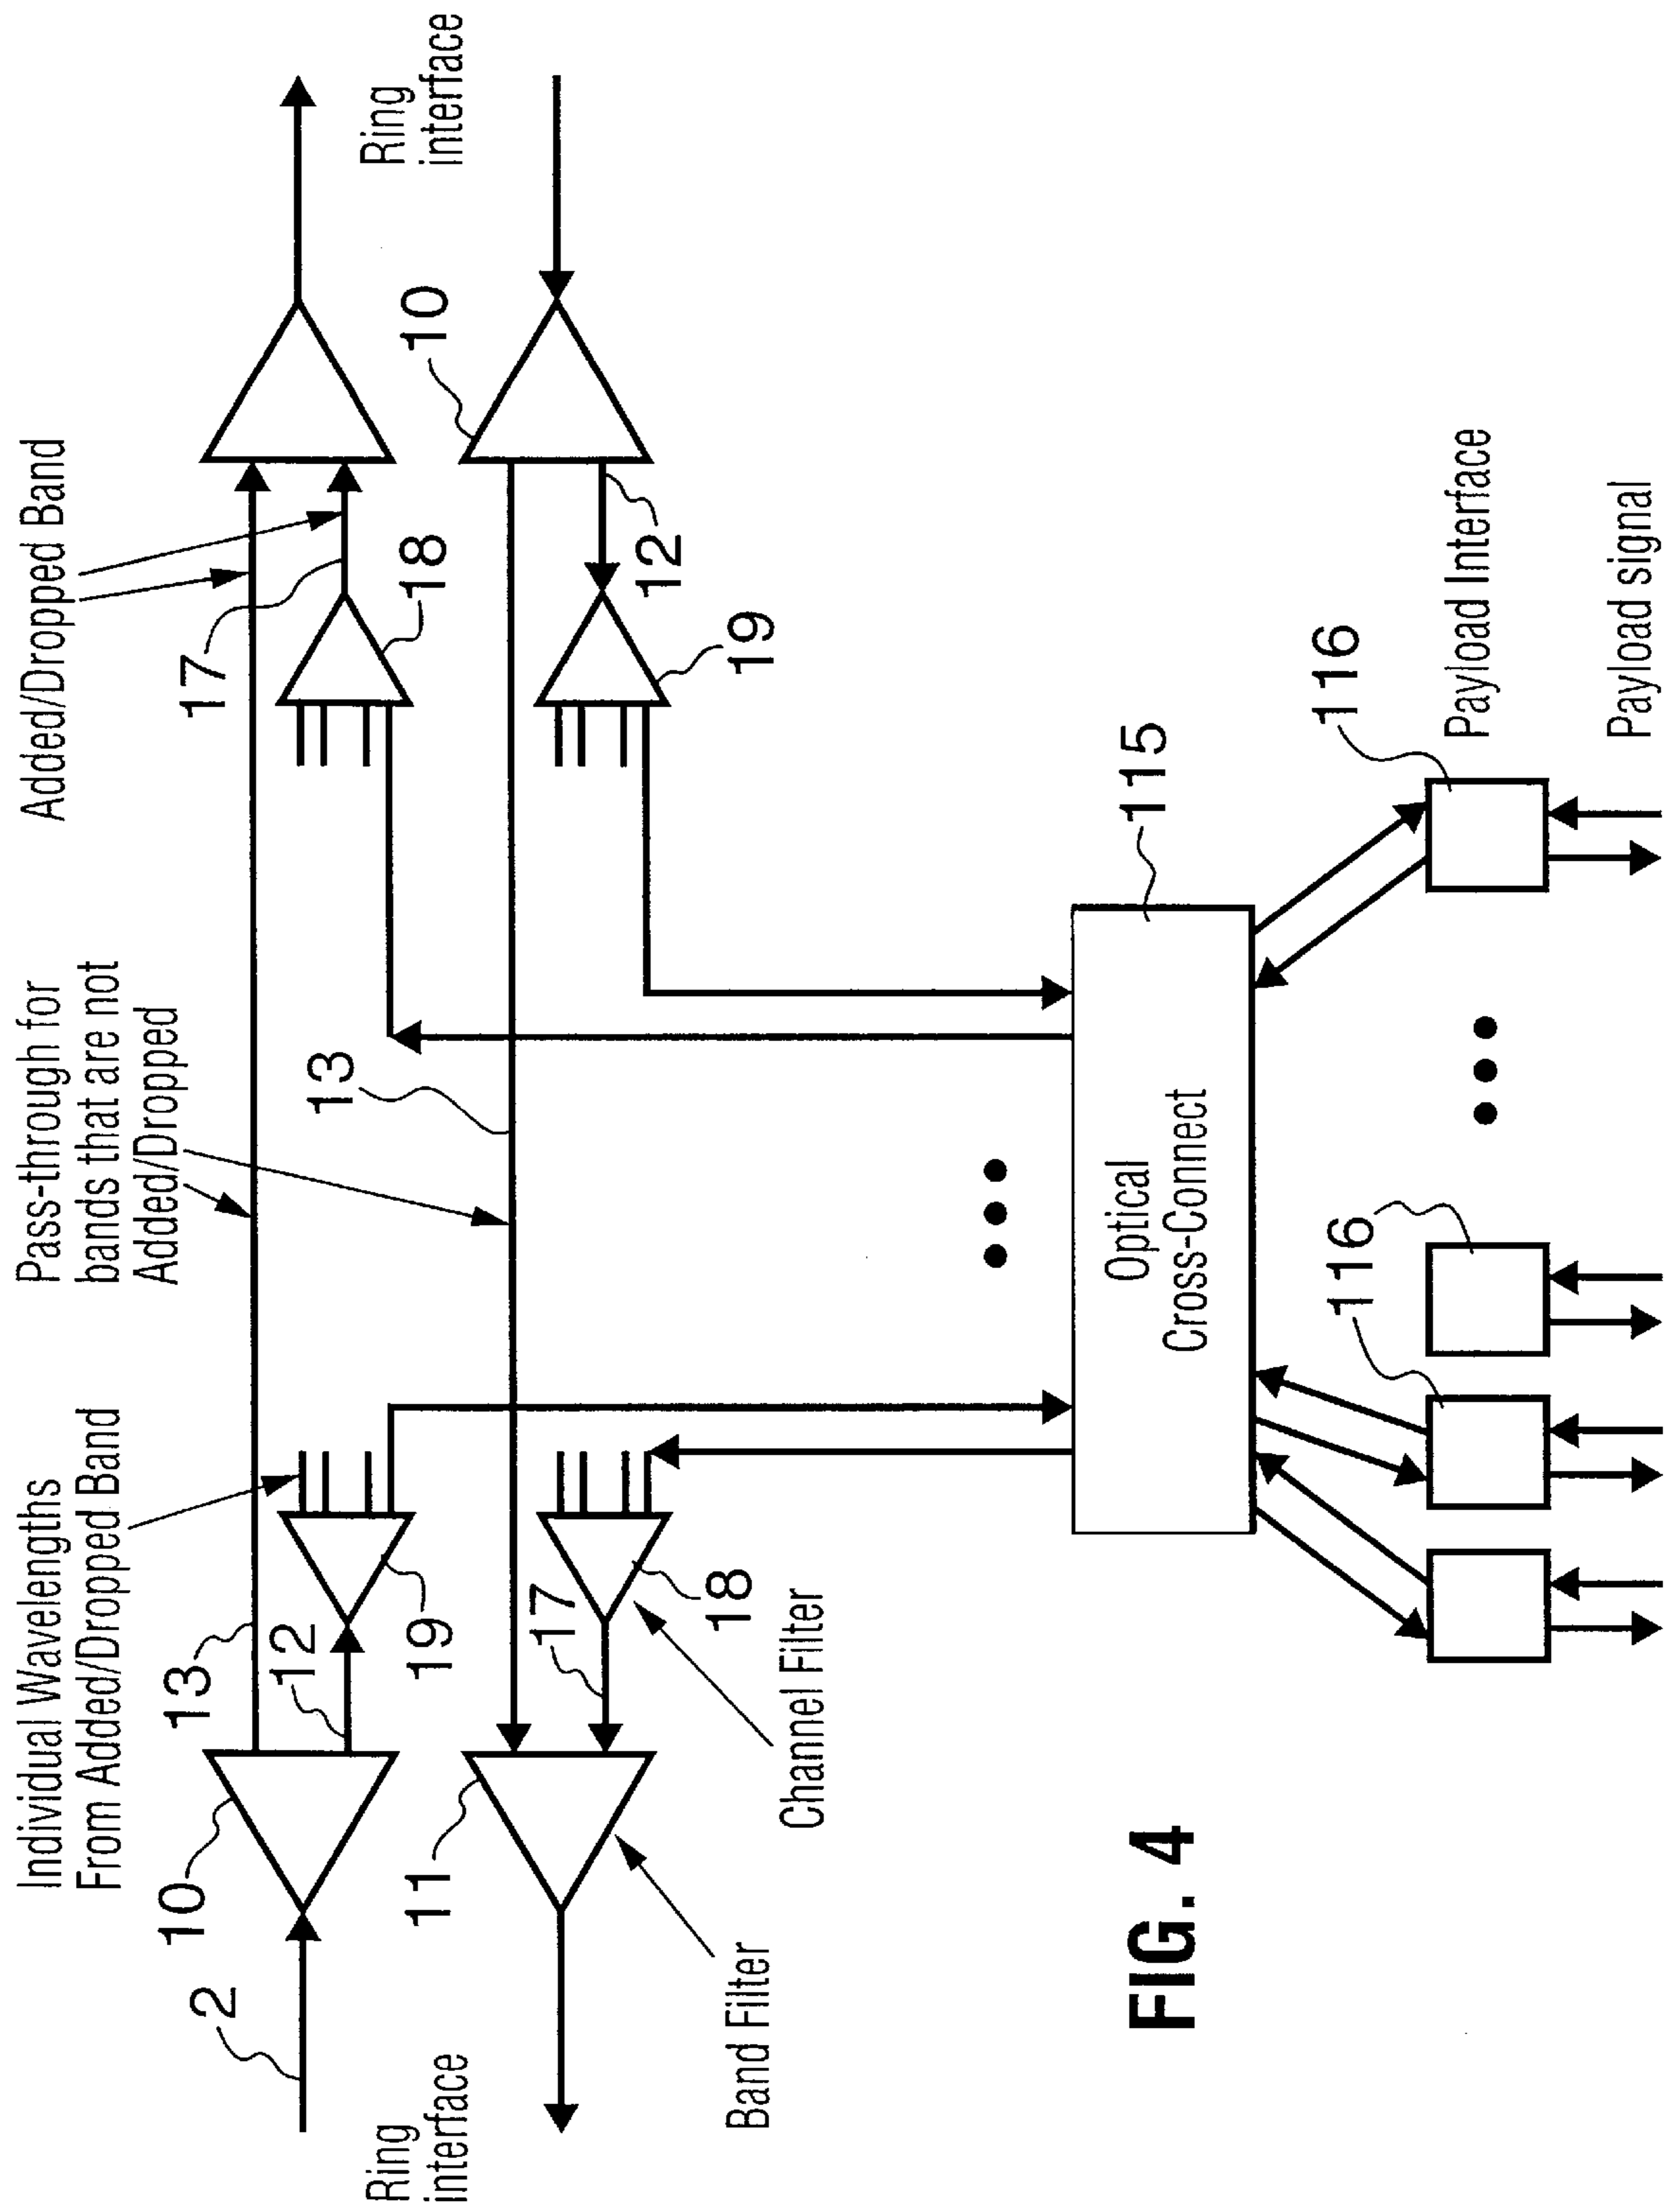 Ring
interface
2
10
Individual Wavelengths
From Added/Dropped Band
13
12
19
Pass-through for
bands that are not
Added/Dropped
Added/Dropped Band
17
18
Ring
interface
10
12
19
13
11
17
18
Band Filter
Channel Filter
Optical
Cross-Connect
115
116
116
116
Payload Interface
Payload signal
FIG. 4